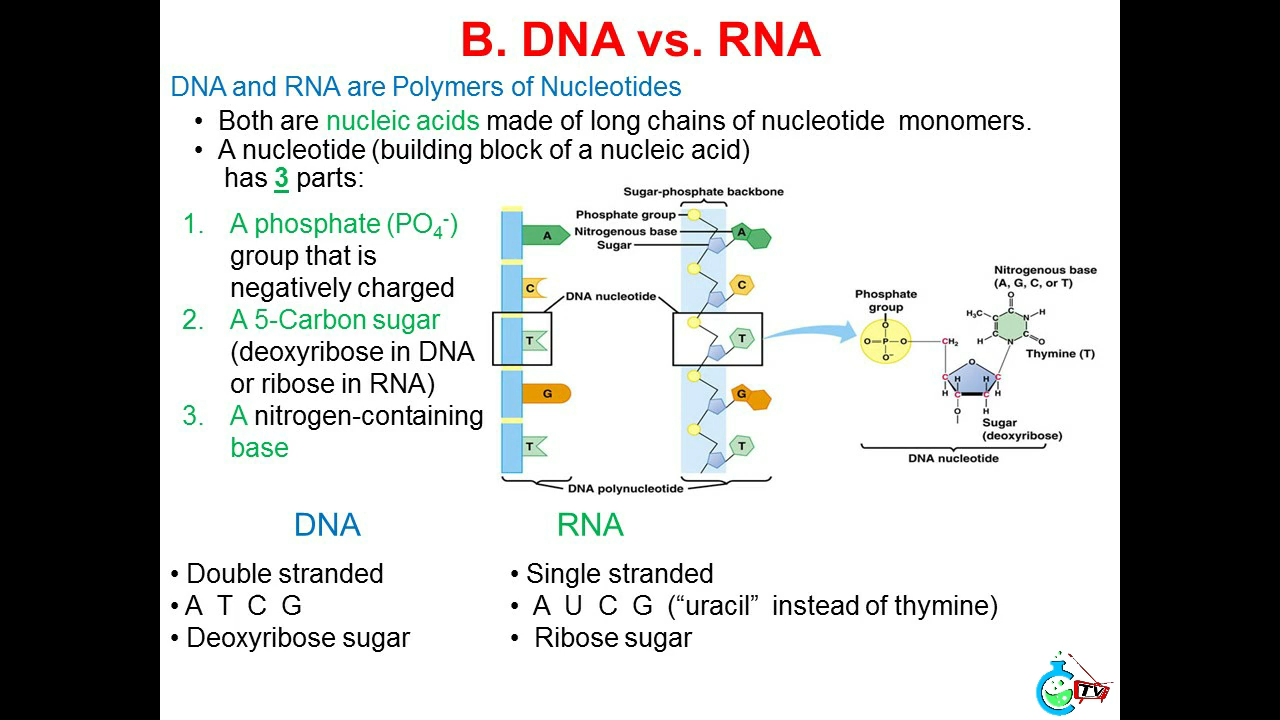 B. DNA vs. RNA
DNA and RNA are Polymers of Nucleotides
• Both are nucleic acids made of long chains of nucleotide monomers.
• A nucleotide (building block of a nucleic acid)
has 3 parts:
1. A phosphate (PO4-)
group that is
negatively charged
2. A 5-Carbon sugar
(deoxyribose in DNA
or ribose in RNA)
3. A nitrogen-containing
base
Sugar-phosphate backbone
Phosphate group
Nitrogenous base
Sugar
A
A
C
C
DNA nucleotide
T
T
G
G
T
T
DNA polynucleotide
Nitrogenous base
(A, G, C, or T)
Phosphate
group
O
H3C
C
C
N
H
O
O
P
O
CH2
H
C
N
C
O
O-
Thymine (T)
O
C
H
H
C
H
C
C
H
O
H
Sugar
(deoxyribose)
DNA nucleotide
DNA
RNA
• Double stranded
• A T C G
• Deoxyribose sugar
• Single stranded
• A U C G (“uracil” instead of thymine)
• Ribose sugar
TV